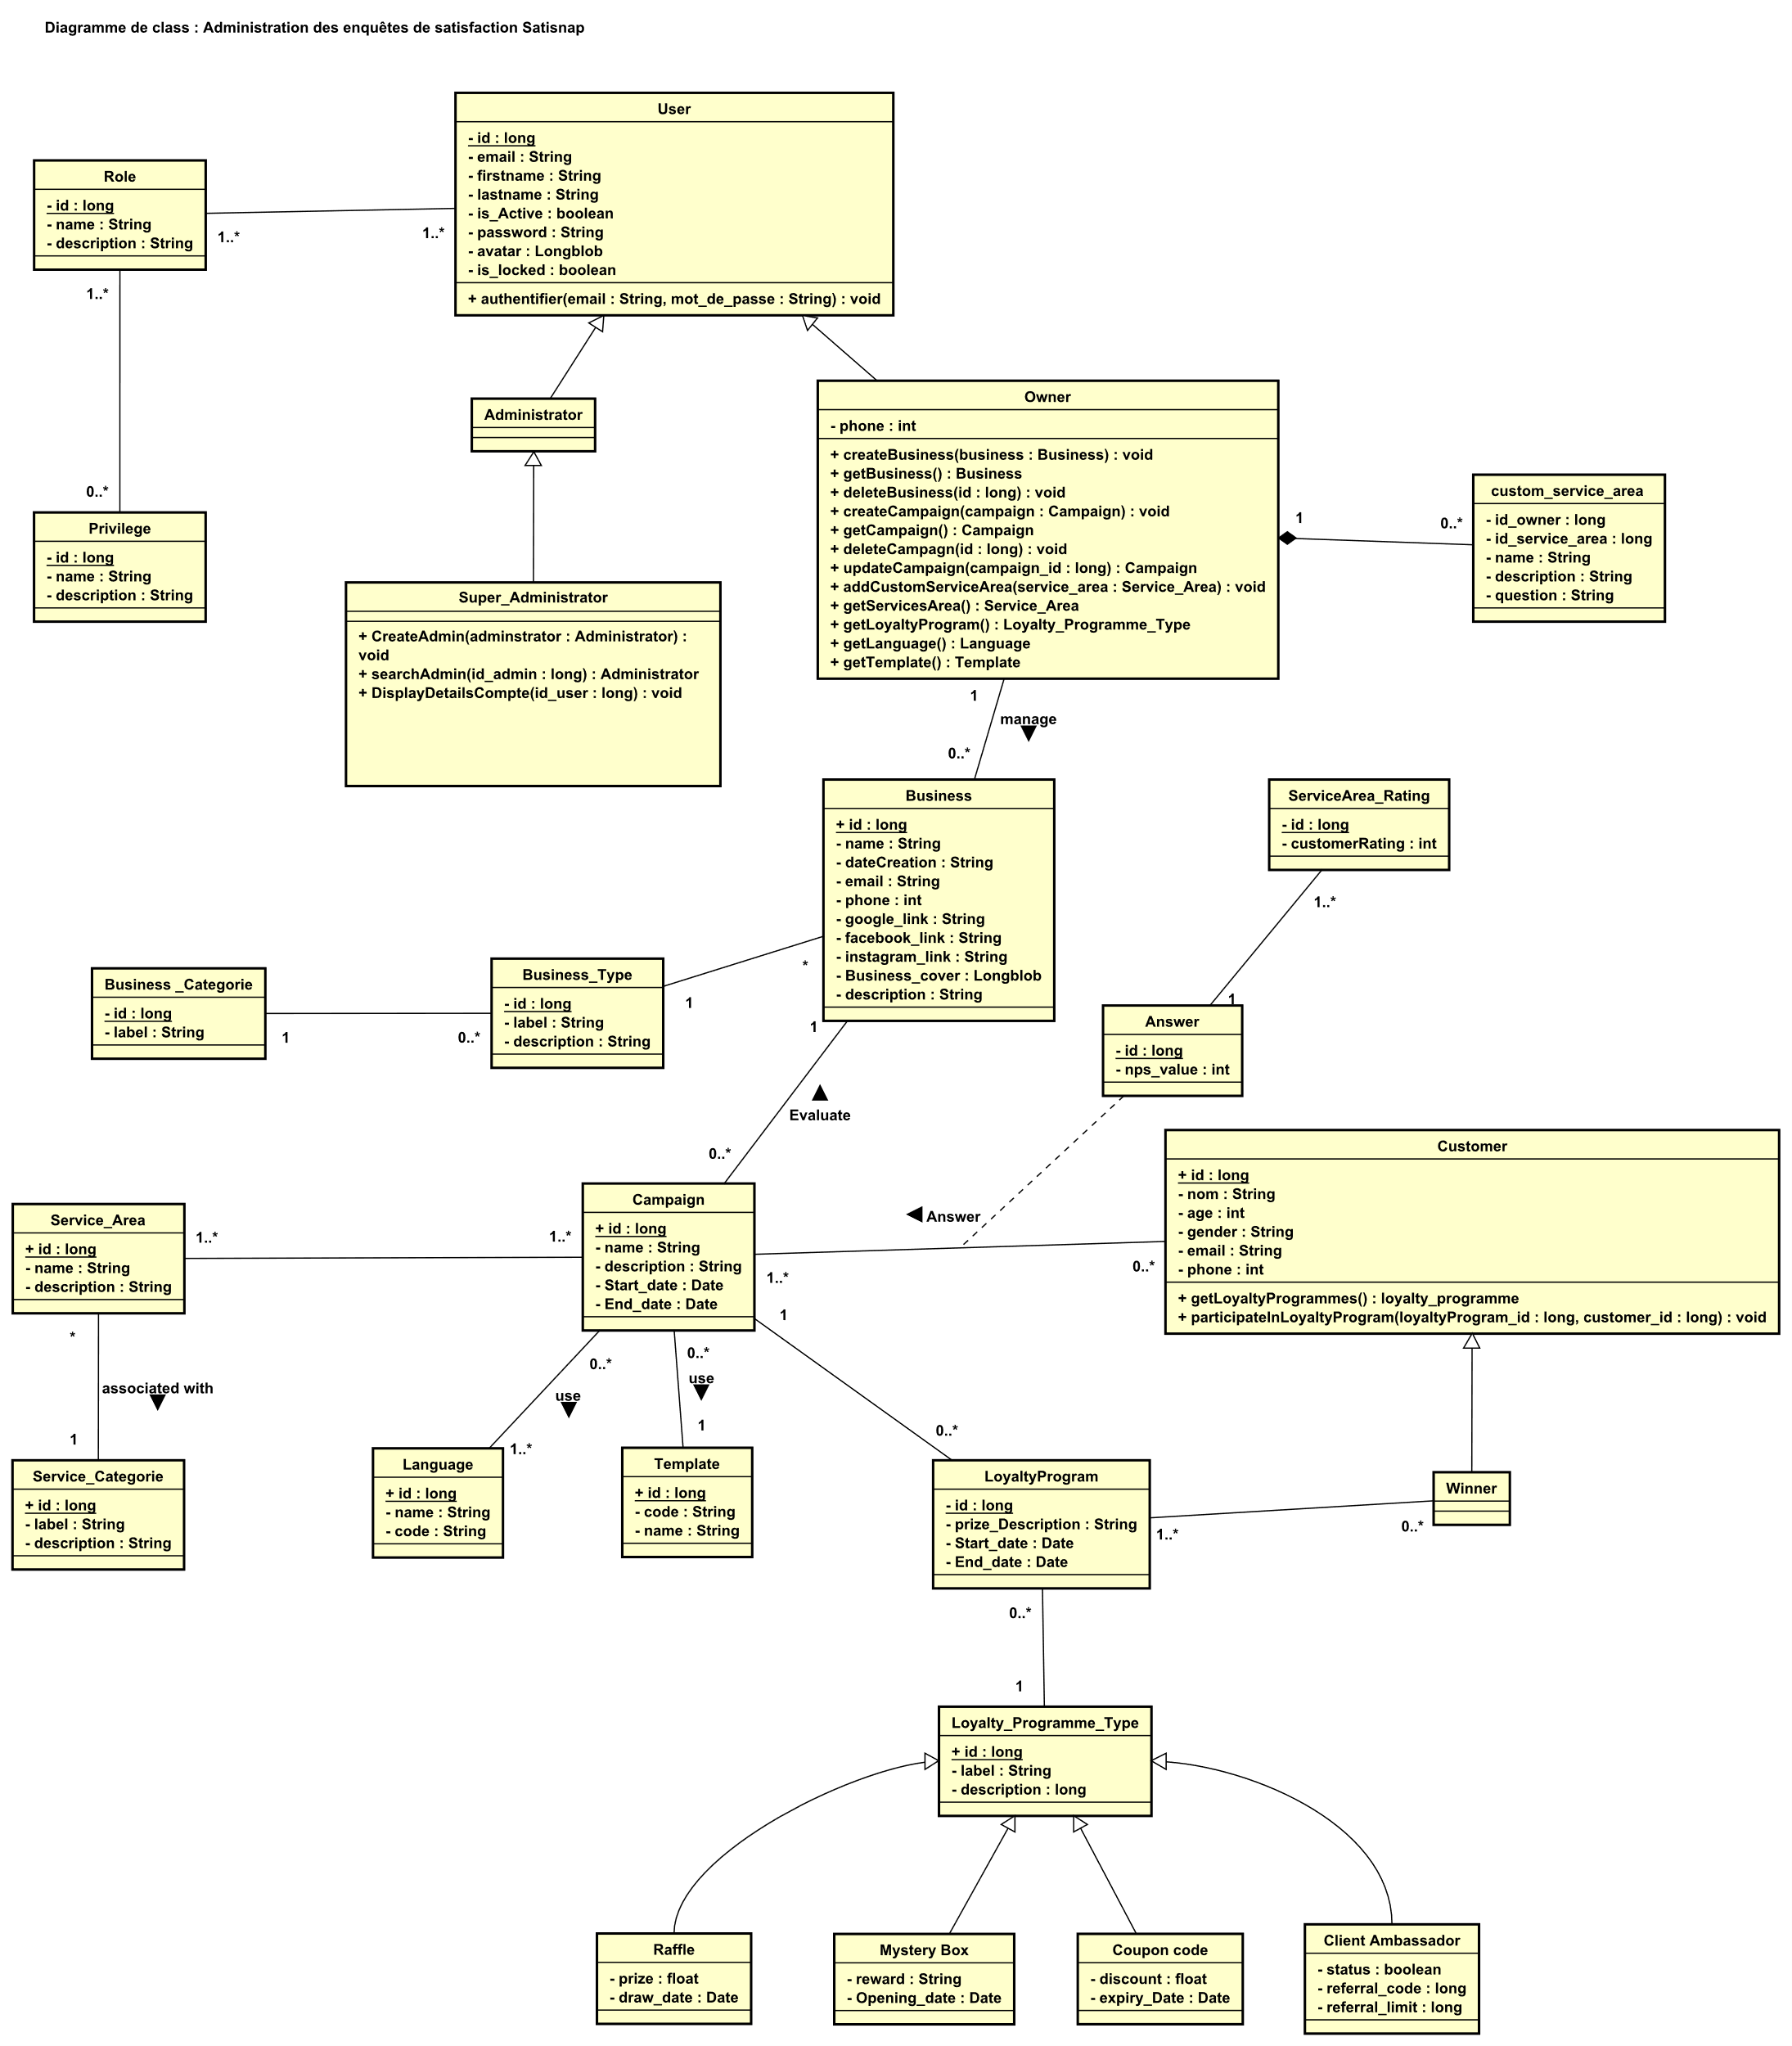 Diagramme de class : Administration des enquêtes de satisfaction Satisnap
User
- id : long
- email : String
- firstname : String
- lastname : String
- is_Active : boolean
- password : String
- avatar : Longblob
- is_locked : boolean
+ authentifier(email : String, mot_de_passe : String) : void
Role
- id : long
- name : String
- description : String
1..*
1..*
1..*
0..*
Privilege
- id : long
- name : String
- description : String
Administrator
Super_Administrator
+ CreateAdmin(adminstrator : Administrator) :
void
+ searchAdmin(id_admin : long) : Administrator
+ DisplayDetailsCompte(id_user : long) : void
Owner
- phone : int
+ createBusiness(business : Business) : void
+ getBusiness() : Business
+ deleteBusiness(id : long) : void
+ createCampaign(campaign : Campaign) : void
+ getCampaign() : Campaign
+ deleteCampagn(id : long) : void
+ updateCampaign(campaign_id : long) : Campaign
+ addCustomServiceArea(service_area : Service_Area) : void
+ getServicesArea() : Service_Area
+ getLoyaltyProgram() : Loyalty_Programme_Type
+ getLanguage() : Language
+ getTemplate() : Template
1
0..*
custom_service_area
- id_owner : long
- id_service_area : long
- name : String
- description : String
- question : String
1
manage
0..*
Business
+ id : long
- name : String
- dateCreation : String
- email : String
- phone : int
- google_link : String
- facebook_link : String
- instagram_link : String
- Business_cover : Longblob
- description : String
ServiceArea_Rating
- id : long
- customerRating : int
1..*
1
Answer
- id : long
- nps_value : int
Business _Categorie
- id : long
- label : String
1
0..*
Business_Type
- id : long
- label : String
- description : String
1
*
1
Evaluate
0..*
Customer
+ id : long
- nom : String
- age : int
- gender : String
- email : String
- phone : int
+ getLoyaltyProgrammes() : loyalty_programme
+ participateInLoyaltyProgram(loyaltyProgram_id : long, customer_id : long) : void
Answer
1..*
0..*
Campaign
+ id : long
- name : String
- description : String
- Start_date : Date
- End_date : Date
Service_Area
+ id : long
- name : String
- description : String
1..*
1..*
*
associated with
1
Service_Categorie
+ id : long
- label : String
- description : String
0..*
use
1..*
Language
+ id : long
- name : String
- code : String
0..*
use
1
Template
+ id : long
- code : String
- name : String
1
0..*
LoyaltyProgram
- id : long
- prize_Description : String
- Start_date : Date
- End_date : Date
1..*
0..*
Winner
0..*
1
Loyalty_Programme_Type
+ id : long
- label : String
- description : long
Raffle
- prize : float
- draw_date : Date
Mystery Box
- reward : String
- Opening_date : Date
Coupon code
- discount : float
- expiry_Date : Date
Client Ambassador
- status : boolean
- referral_code : long
- referral_limit : long